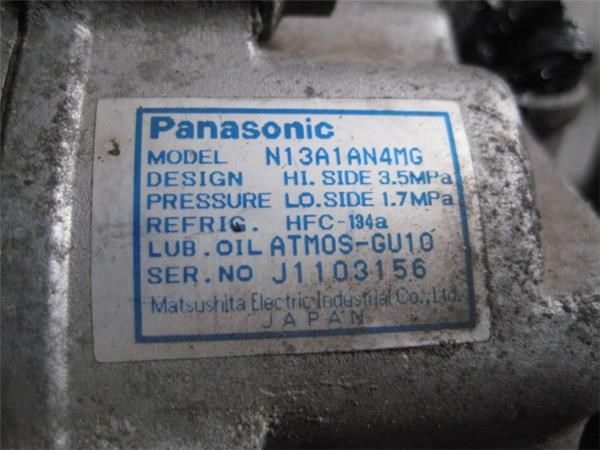 Panasonic
MODEL N13A1AN4MG
DESIGN HI. SIDE 3.5MPa
PRESSURE LO. SIDE 1.7MPa
REFRIG. HFC-134a
LUB. OIL ATMOS-GU10
SER. NO J1103156
Matsushita Electric Industrial Co., Ltd.
JAPAN